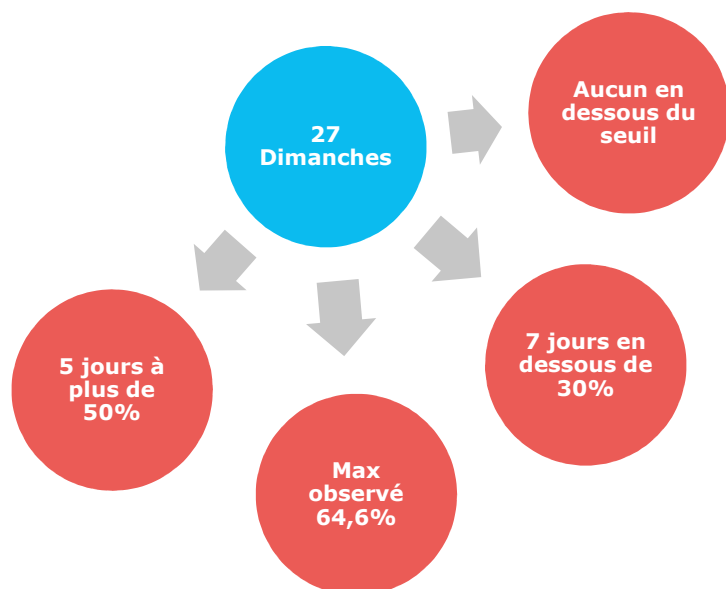 27
Dimanches
Aucun en
dessous du
seuil
7 jours en
dessous de
30%
Max
observé
64,6%
5 jours à
plus de
50%